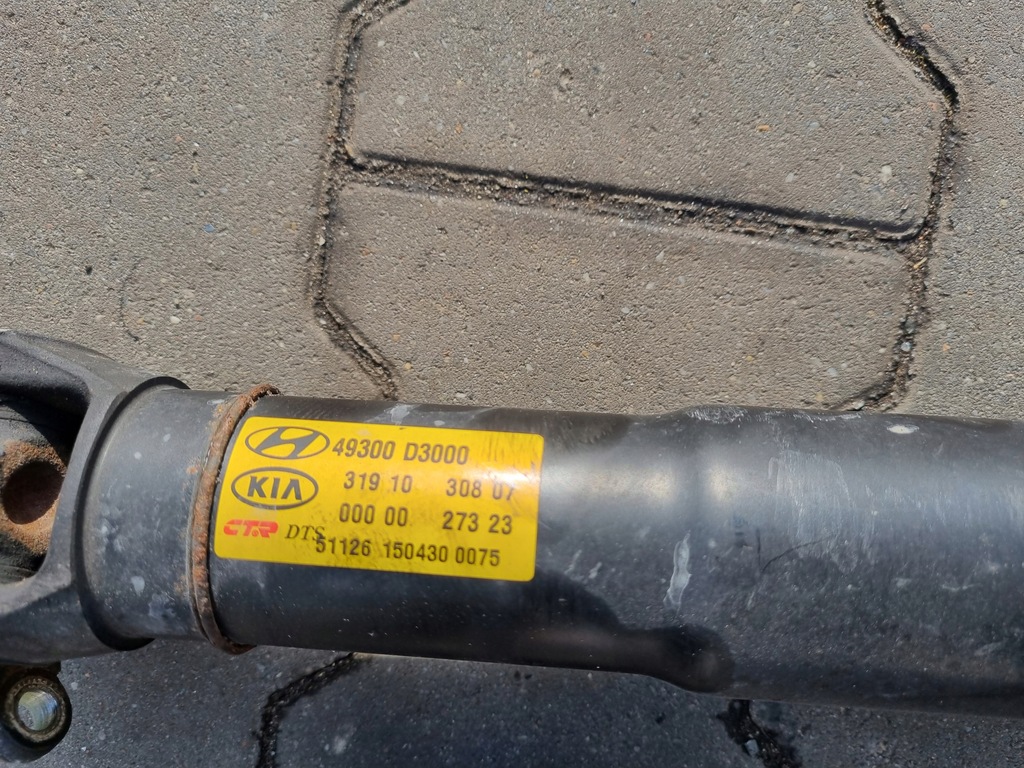 49300 D3000
KIA 319 10 308 07
000 00 273 23
CTR DTS
51126 150430 0075